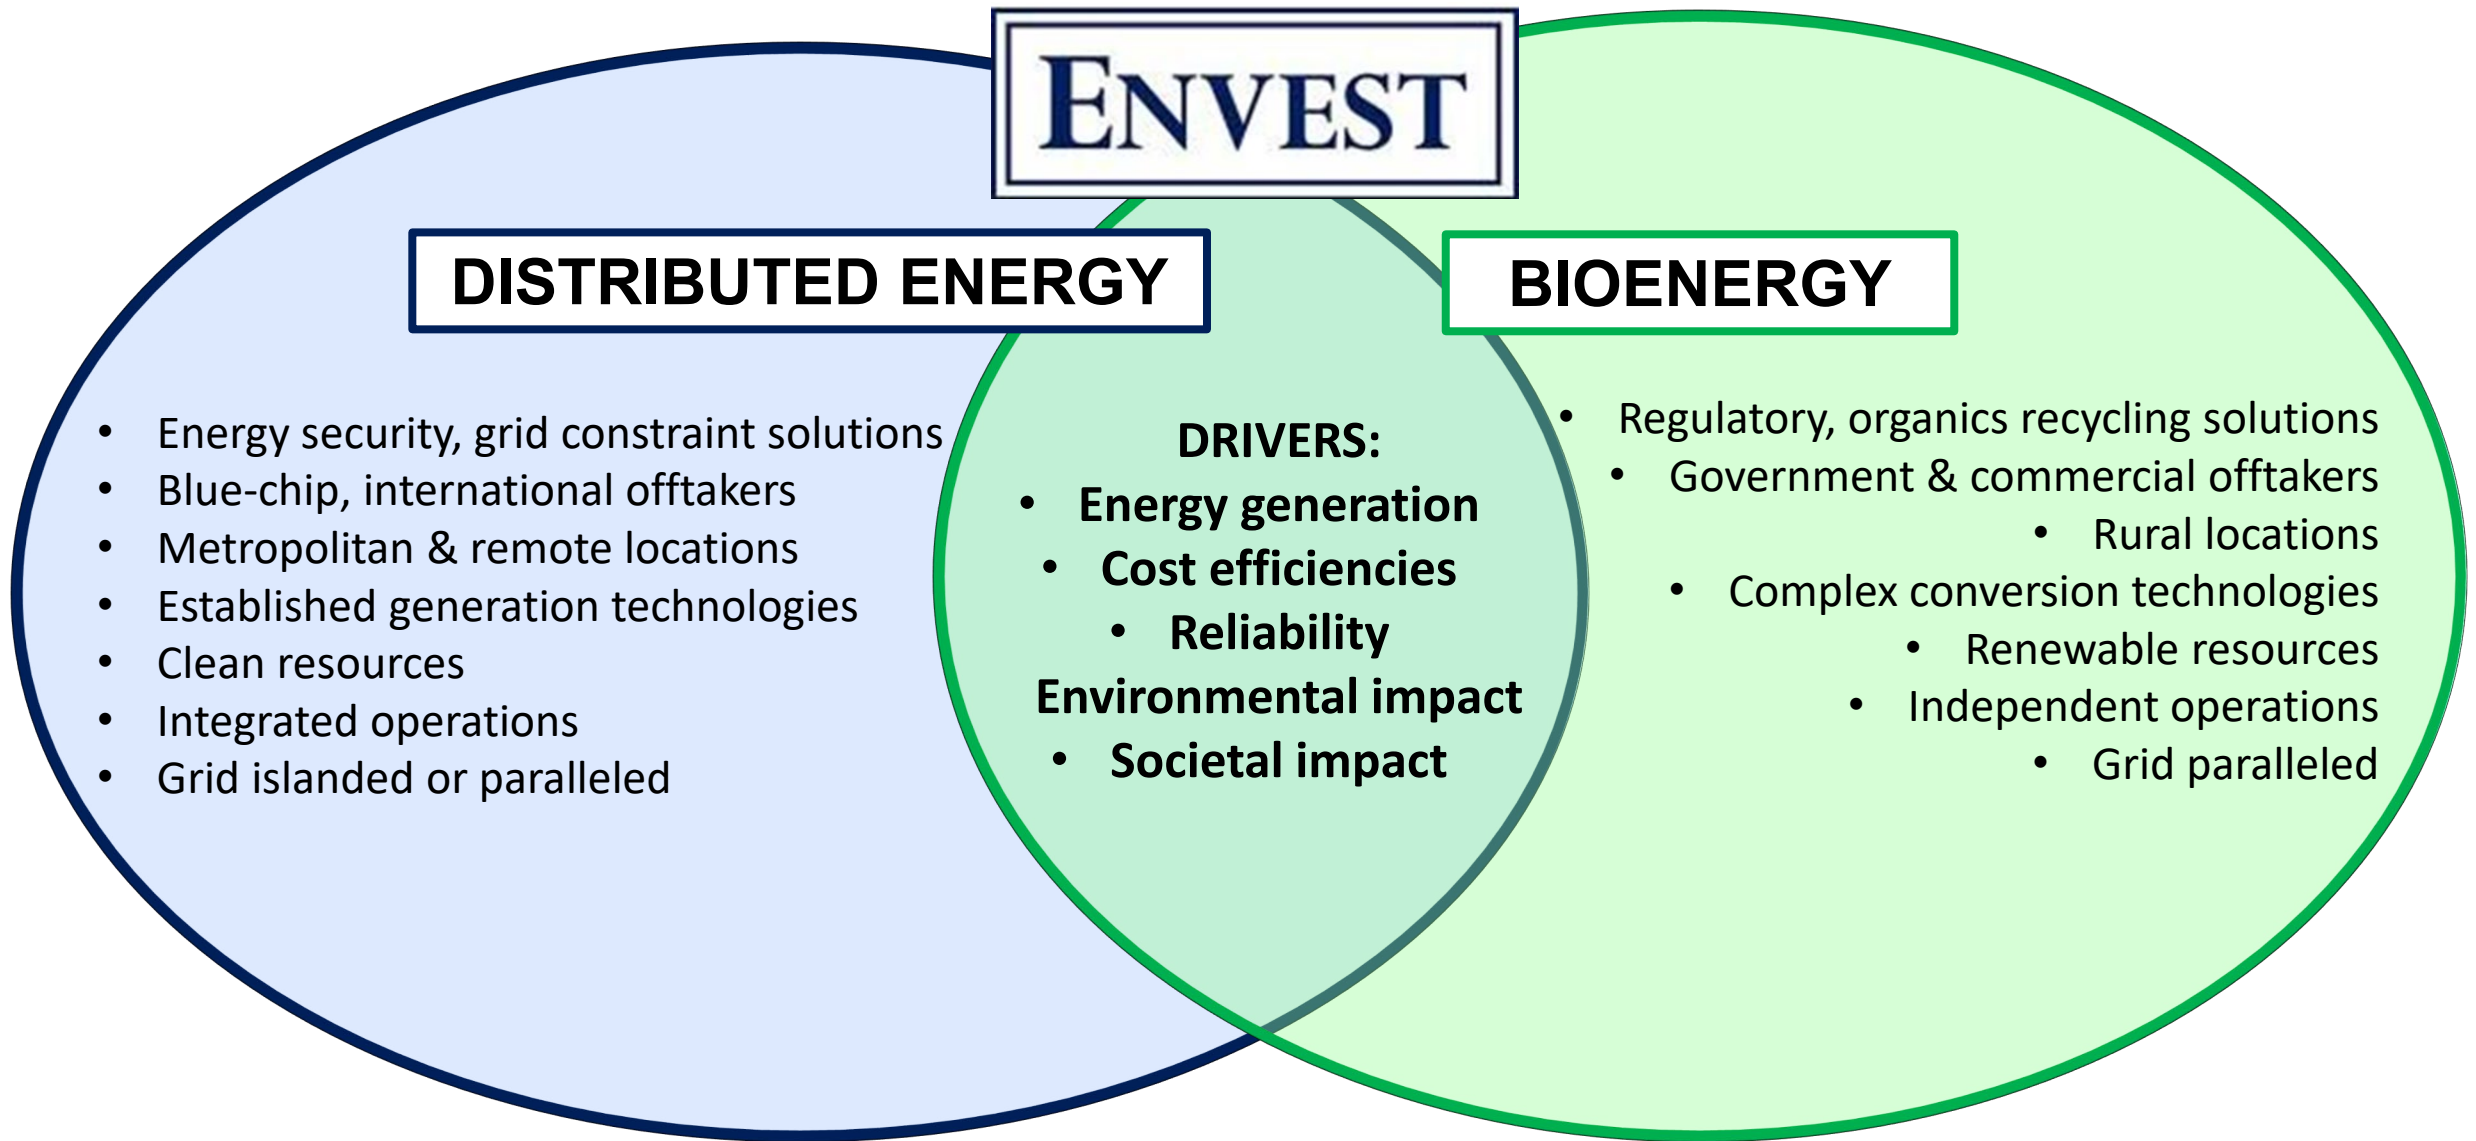 ENVEST
DISTRIBUTED ENERGY
• Energy security, grid constraint solutions
• Blue-chip, international offtakers
• Metropolitan & remote locations
• Established generation technologies
• Clean resources
• Integrated operations
• Grid islanded or paralleled
DRIVERS:
• Energy generation
• Cost efficiencies
• Reliability
Environmental impact
• Societal impact
BIOENERGY
• Regulatory, organics recycling solutions
• Government & commercial offtakers
• Rural locations
• Complex conversion technologies
• Renewable resources
• Independent operations
• Grid paralleled